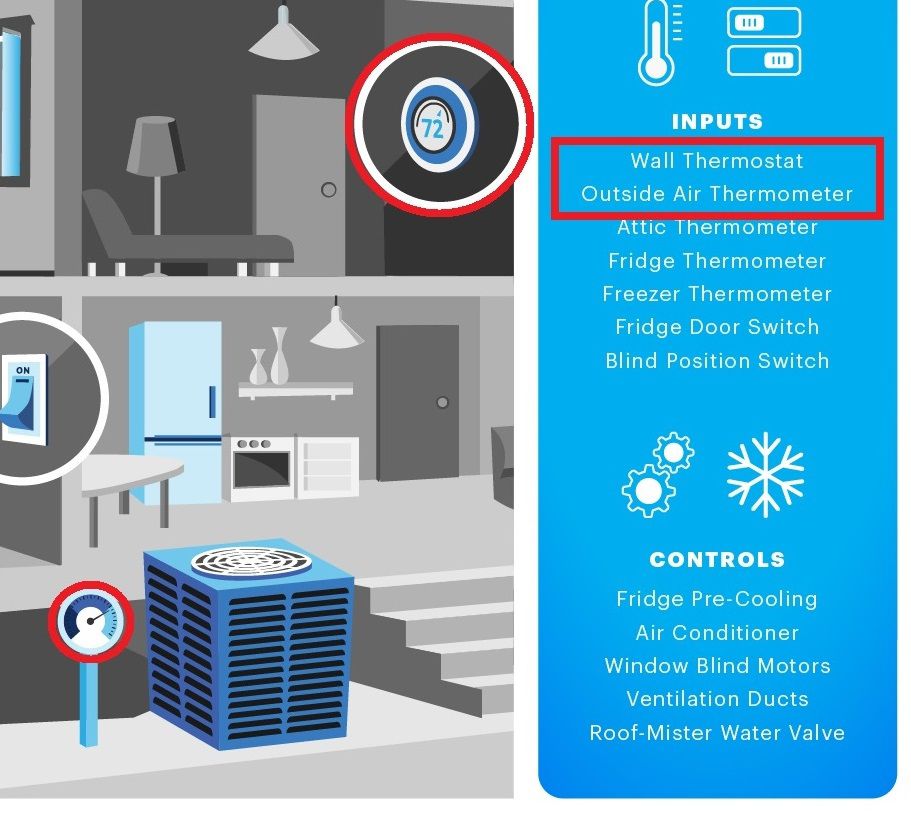 72
ON
INPUTS
Wall Thermostat
Outside Air Thermometer
Attic Thermometer
Fridge Thermometer
Freezer Thermometer
Fridge Door Switch
Blind Position Switch
CONTROLS
Fridge Pre-Cooling
Air Conditioner
Window Blind Motors
Ventilation Ducts
Roof-Mister Water Valve